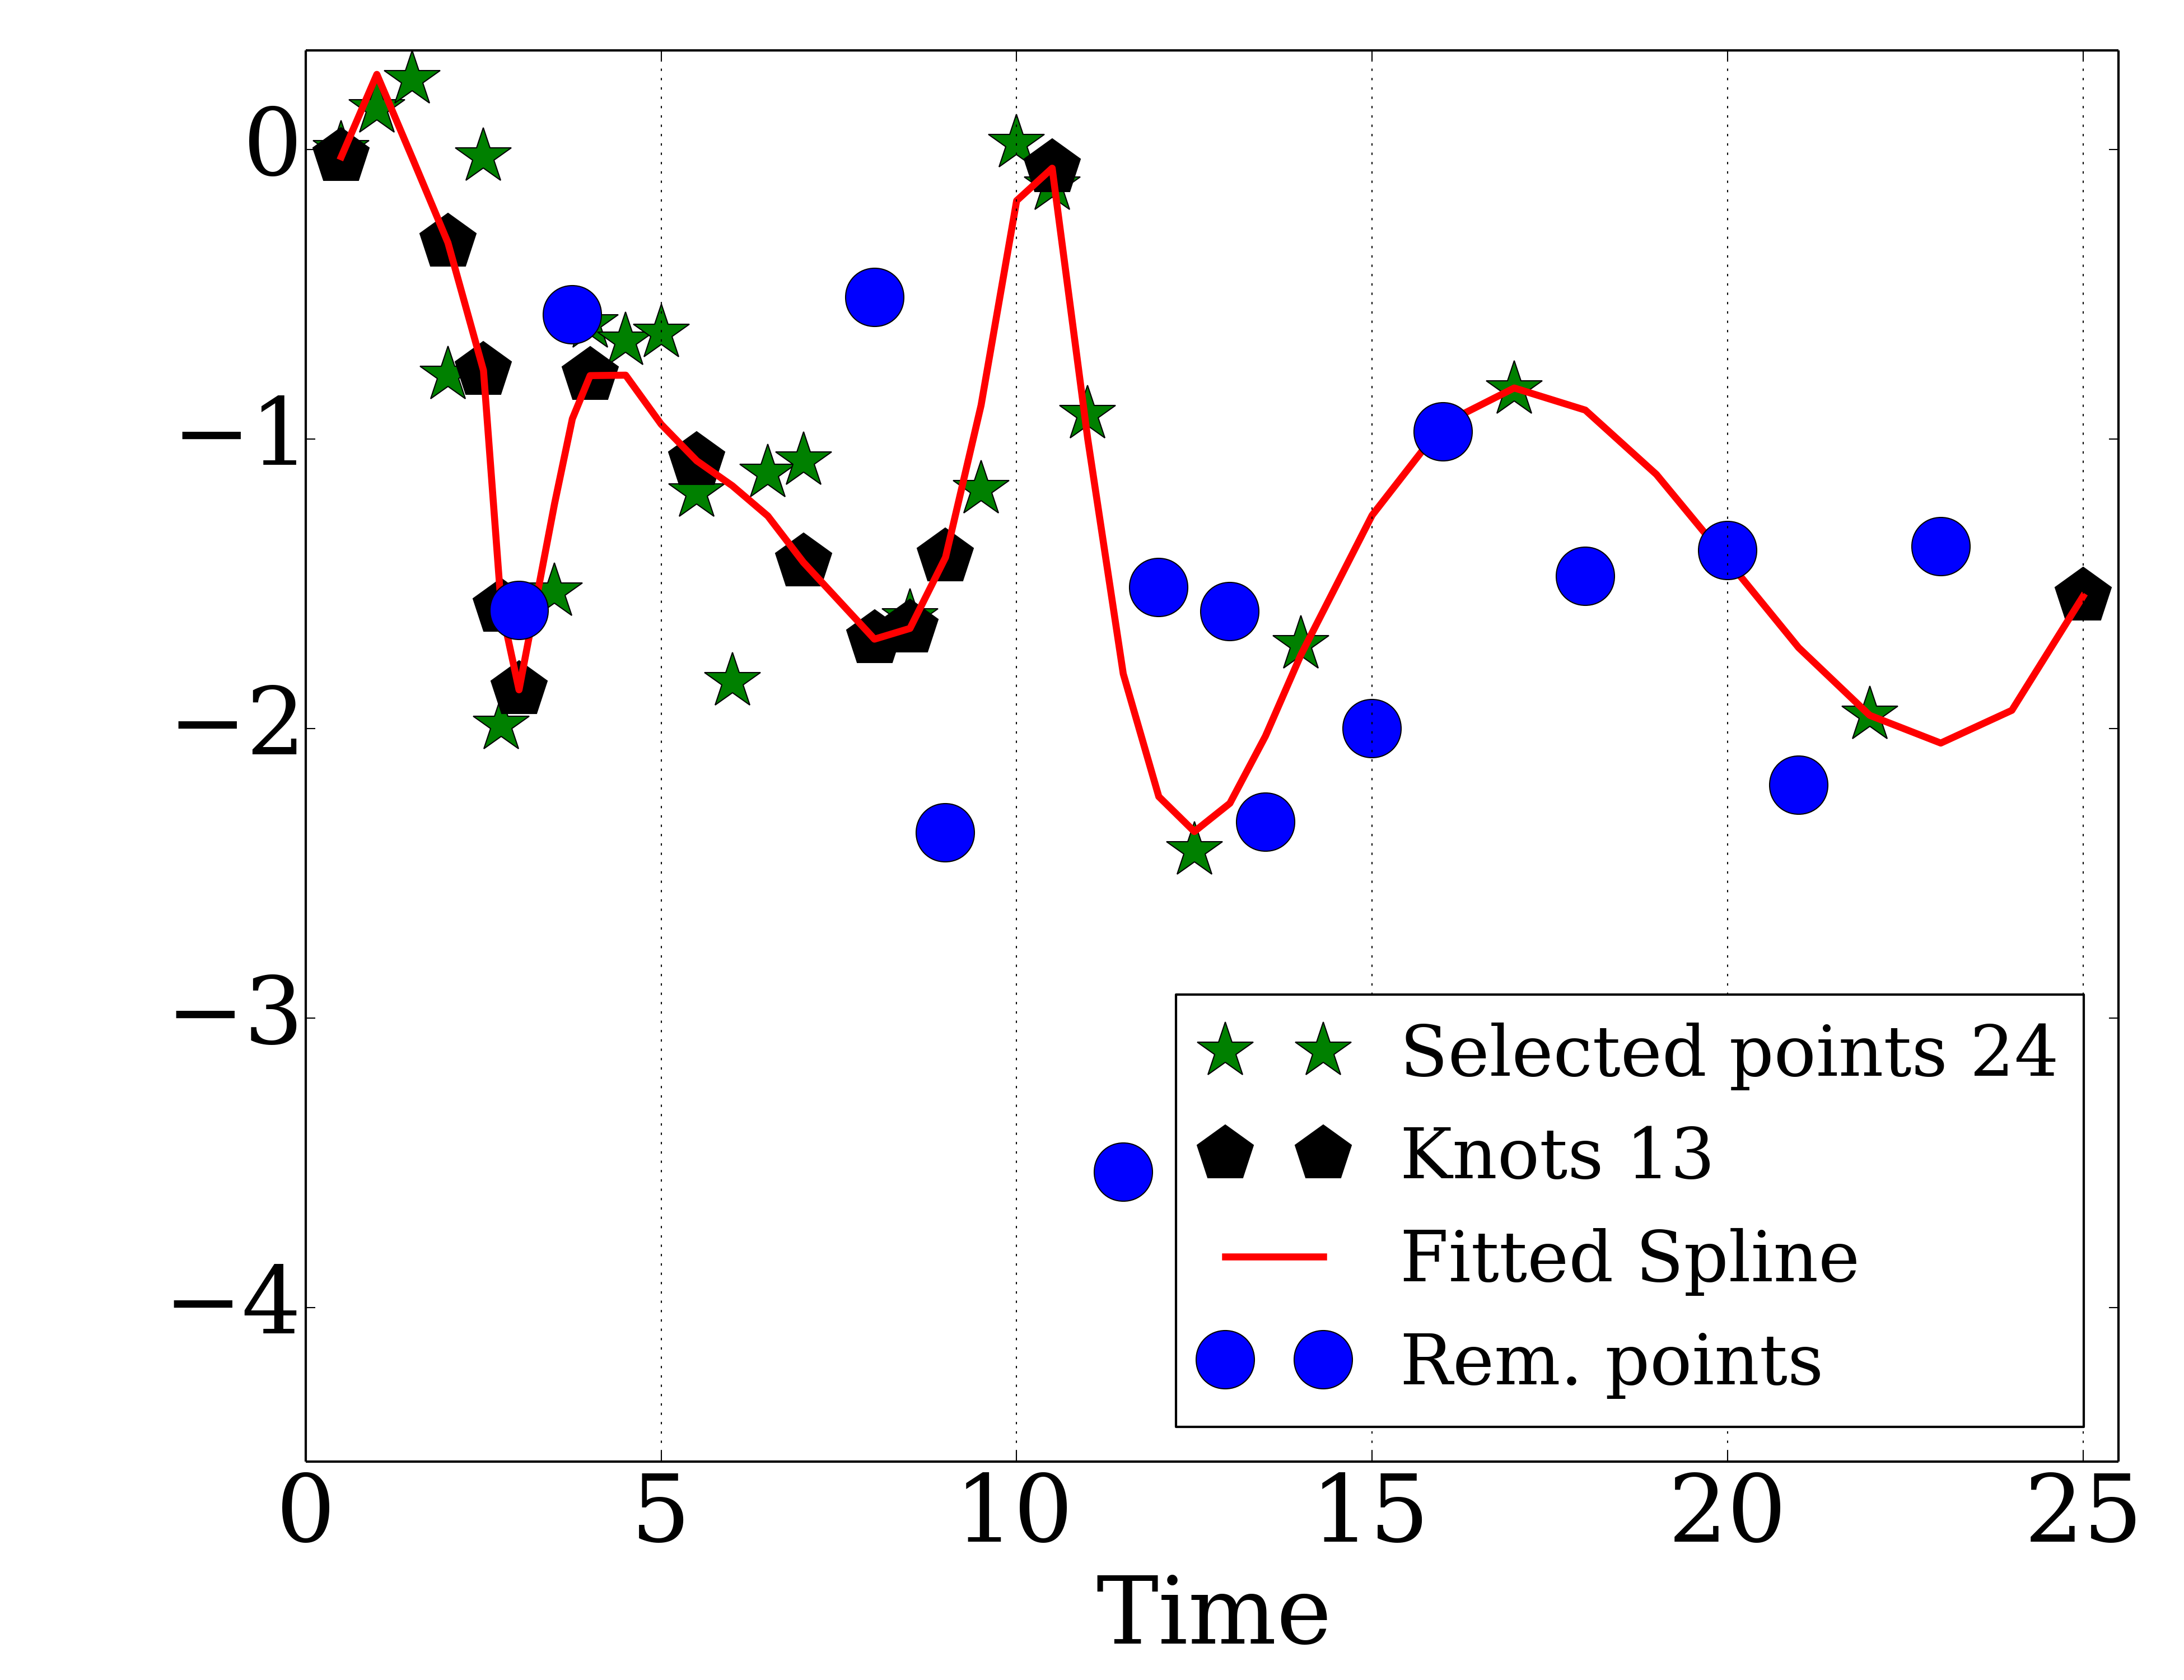 0
−1
−2
−3
−4
Selected points 24
Knots 13
Fitted Spline
Rem. points
0 5 10 15 20 25
Time